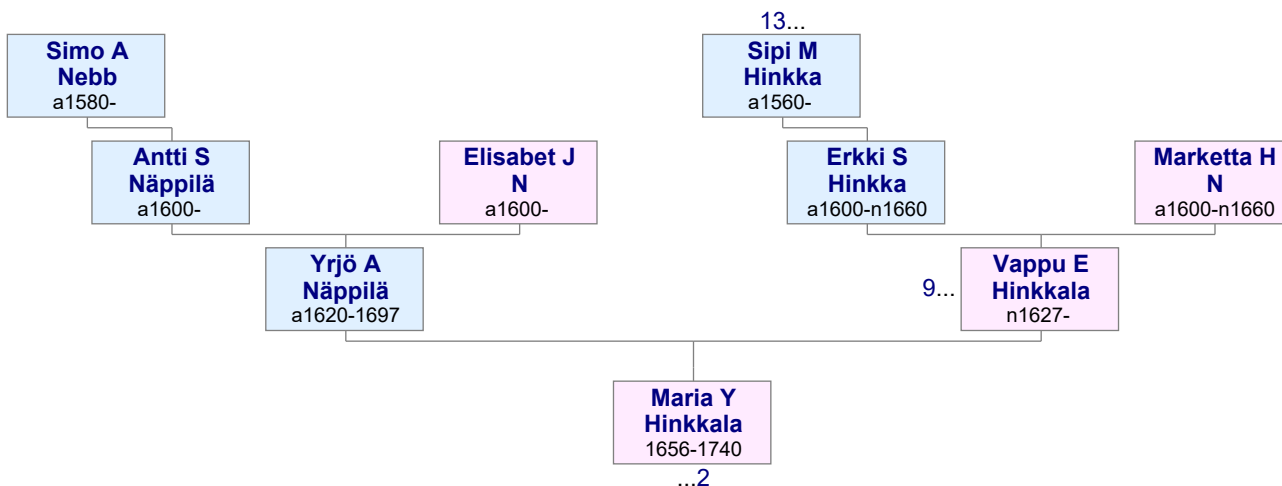 13...
Simo A
Nebb
a1580-
Sipi M
Hinkka
a1560-
Antti S
Näppilä
a1600-
Elisabet J
N
a1600-
Erkki S
Hinkka
a1600-n1660
Marketta H
N
a1600-n1660
Yrjö A
Näppilä
a1620-1697
9...
Vappu E
Hinkkala
n1627-
Maria Y
Hinkkala
1656-1740
...2